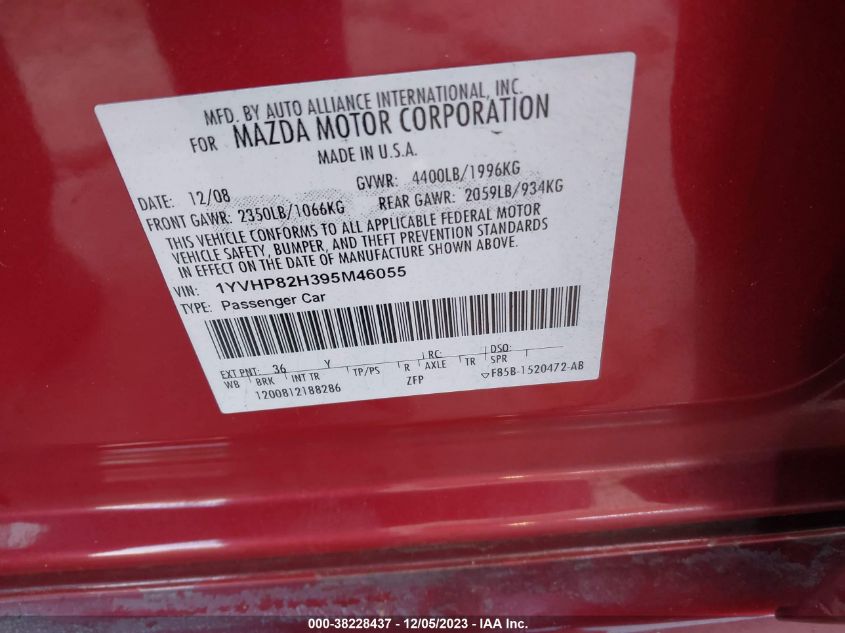 MFD. BY AUTO ALLIANCE INTERNATIONAL, INC.
FOR MAZDA MOTOR CORPORATION
MADE IN U.S.A.
DATE: 12/08 GVWR: 4400LB/1996KG
FRONT GAWR: 2350LB/1066KG REAR GAWR: 2059LB/934KG
THIS VEHICLE CONFORMS TO ALL APPLICABLE FEDERAL MOTOR
VEHICLE SAFETY, BUMPER, AND THEFT PREVENTION STANDARDS
IN EFFECT ON THE DATE OF MANUFACTURE SHOWN ABOVE.
VIN: 1YVHP82H395M46055
TYPE: Passenger Car
EXT PNT: 36 Y RC: DSO:
WB BRK INT TR TP/PS R AXLE TR SPR
1200812188286 ZFP F85B-1520472-AB
000-38228437 - 12/05/2023 - IAA Inc.